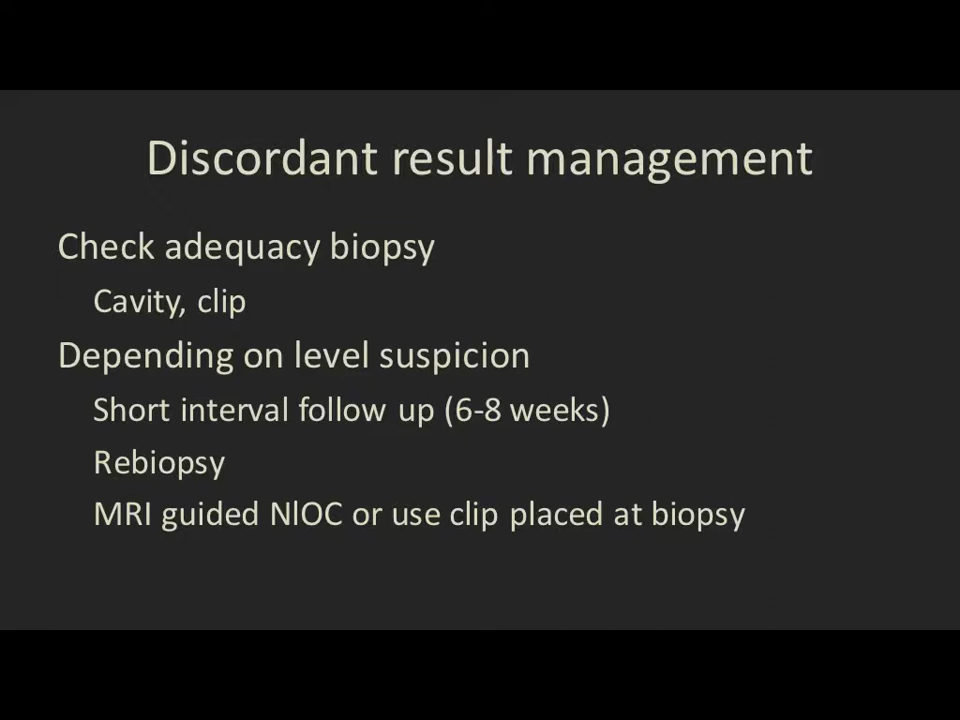 Discordant result management
Check adequacy biopsy
Cavity, clip
Depending on level suspicion
Short interval follow up (6-8 weeks)
Rebiopsy
MRI guided NlOC or use clip placed at biopsy